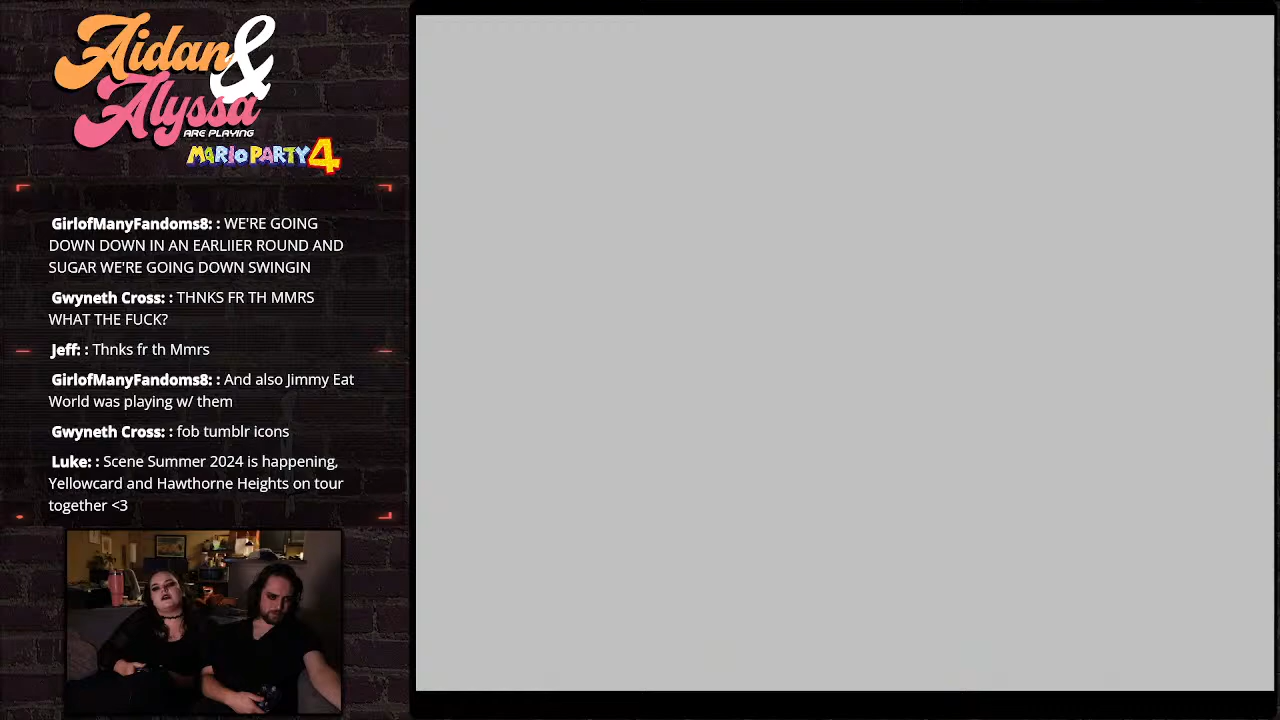 Aidan &
Alyssa
ARE PLAYING
MARIO PARTY 4
GirlofManyFandoms8: : WE'RE GOING
DOWN DOWN IN AN EARLIIER ROUND AND
SUGAR WE'RE GOING DOWN SWINGIN
Gwyneth Cross: : THNKS FR TH MMRS
WHAT THE FUCK?
Jeff: : Thnks fr th Mmrs
GirlofManyFandoms8: : And also Jimmy Eat
World was playing w/ them
Gwyneth Cross: : fob tumblr icons
Luke: : Scene Summer 2024 is happening,
Yellowcard and Hawthorne Heights on tour
together <3